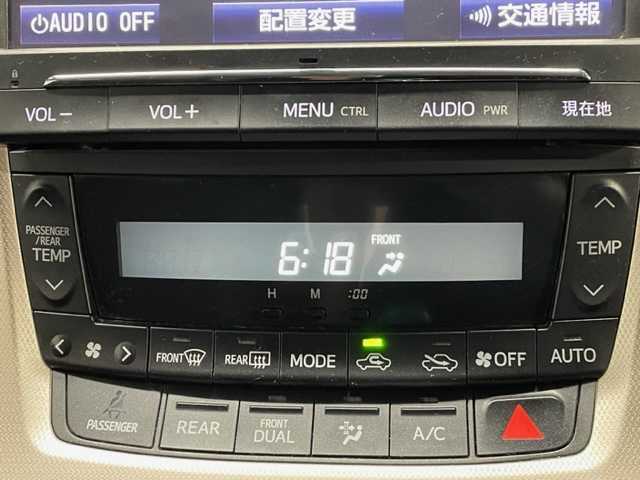 AUDIO OFF 配置変更 交通情報
VOL − VOL + MENU CTRL AUDIO PWR 現在地
PASSENGER
/REAR
TEMP
6:18 FRONT
TEMP
H M :00
FRONT REAR MODE OFF AUTO
PASSENGER REAR FRONT
DUAL A/C